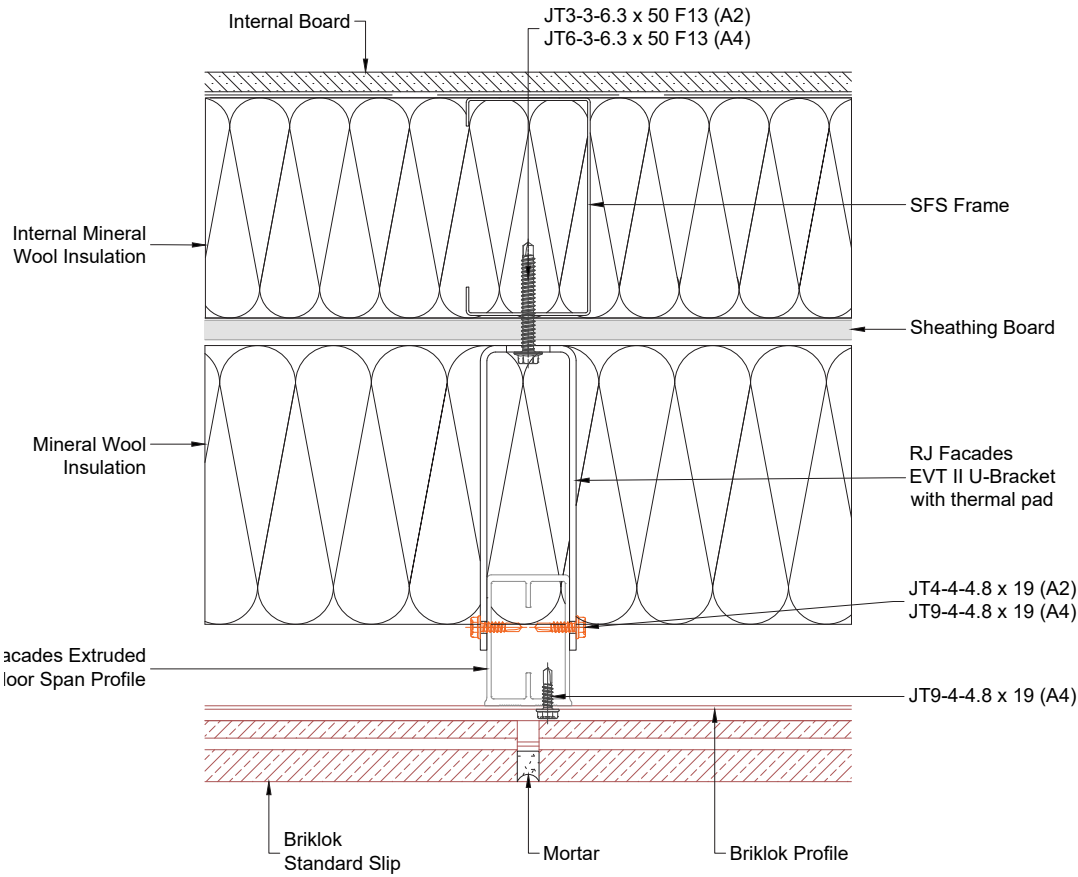 Internal Board
JT3-3-6.3 x 50 F13 (A2)
JT6-3-6.3 x 50 F13 (A4)
SFS Frame
Internal Mineral
Wool Insulation
Sheathing Board
Mineral Wool
Insulation
RJ Facades
EVT II U-Bracket
with thermal pad
JT4-4-4.8 x 19 (A2)
JT9-4-4.8 x 19 (A4)
Extruded
Span Profile
JT9-4-4.8 x 19 (A4)
Briklok
Standard Slip
Mortar
Briklok Profile